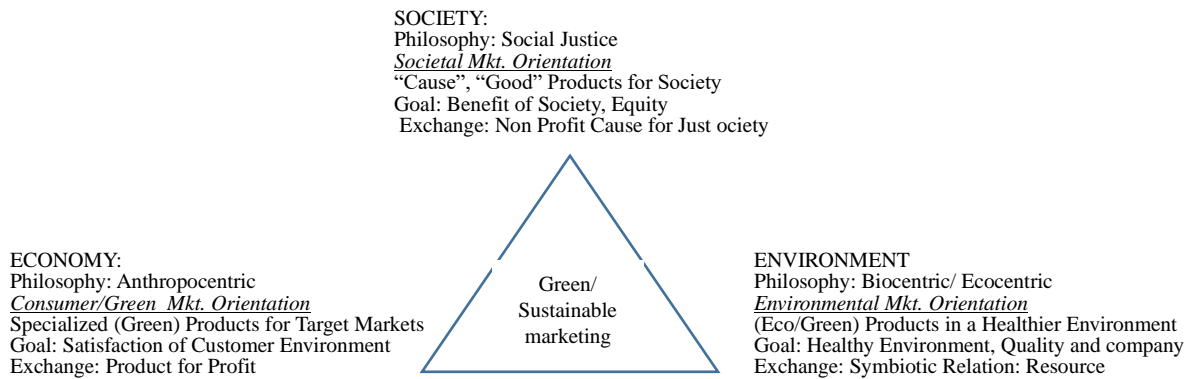 SOCIETY:
Philosophy: Social Justice
Societal Mkt. Orientation
“Cause”, “Good” Products for Society
Goal: Benefit of Society, Equity
Exchange: Non Profit Cause for Just ociety
ECONOMY:
Philosophy: Anthropocentric
Consumer/Green Mkt. Orientation
Specialized (Green) Products for Target Markets
Goal: Satisfaction of Customer Environment
Exchange: Product for Profit
Green/
Sustainable
marketing
ENVIRONMENT
Philosophy: Biocentric/ Ecocentric
Environmental Mkt. Orientation
(Eco/Green) Products in a Healthier Environment
Goal: Healthy Environment, Quality and company
Exchange: Symbiotic Relation: Resource